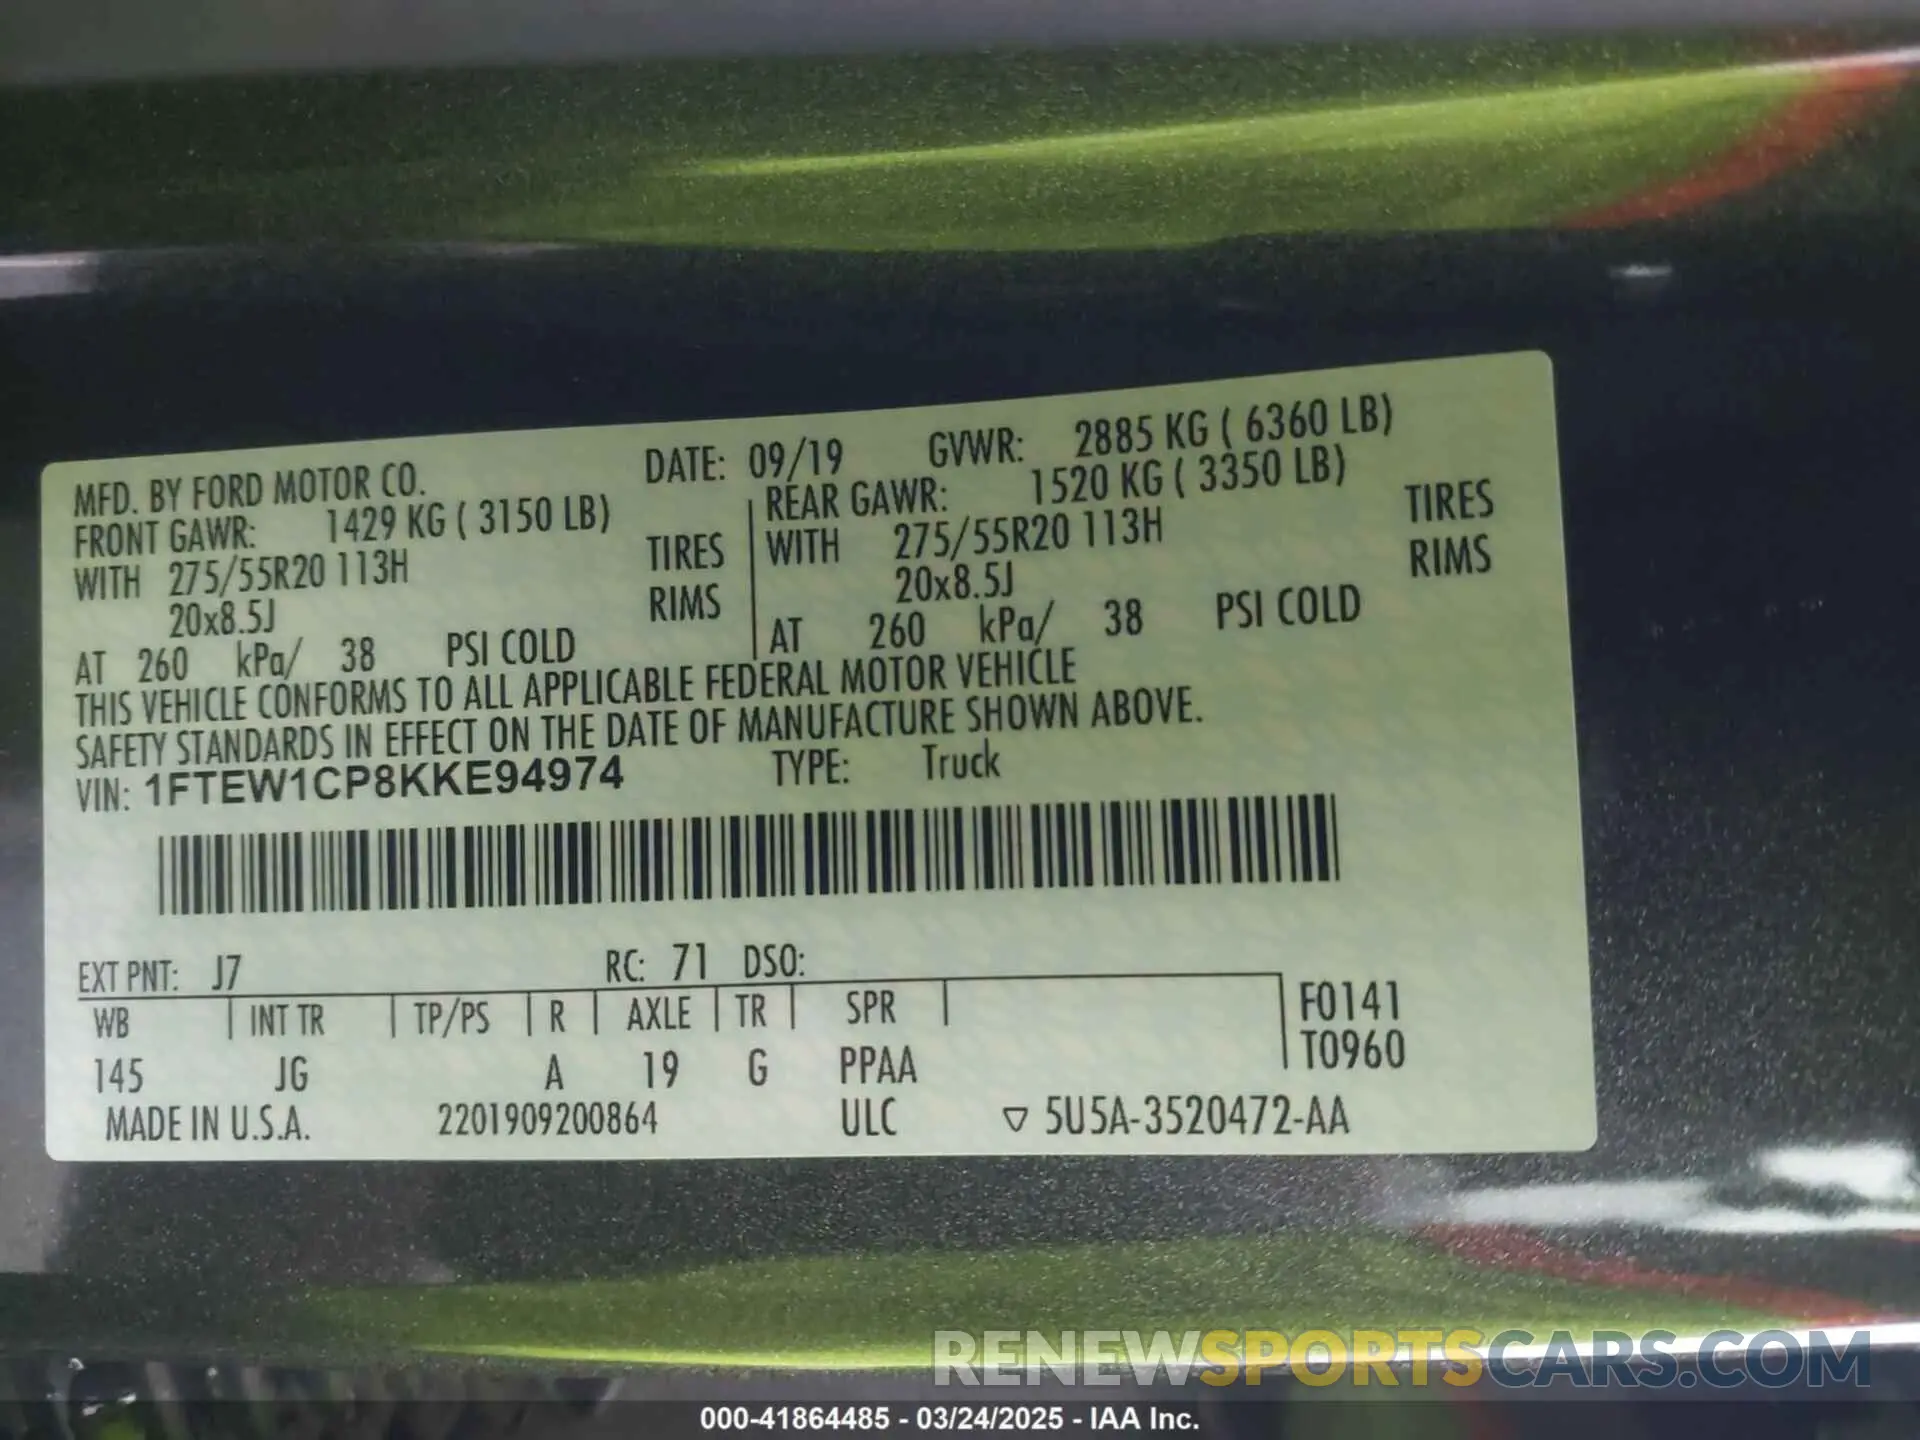 MFD. BY FORD MOTOR CO. DATE: 09/19 GVWR: 2885 KG ( 6360 LB)
FRONT GAWR: 1429 KG ( 3150 LB) REAR GAWR: 1520 KG ( 3350 LB)
WITH 275/55R20 113H TIRES WITH 275/55R20 113H TIRES
20x8.5J RIMS 20x8.5J RIMS
AT 260 kPa/ 38 PSI COLD AT 260 kPa/ 38 PSI COLD
THIS VEHICLE CONFORMS TO ALL APPLICABLE FEDERAL MOTOR VEHICLE
SAFETY STANDARDS IN EFFECT ON THE DATE OF MANUFACTURE SHOWN ABOVE.
VIN: 1FTEW1CP8KKE94974 TYPE: Truck
EXT PNT: J7 RC: 71 DSO:
WB INT TR TP/PS R AXLE TR SPR F0141
145 JG A 19 G PPAA T0960
MADE IN U.S.A. 2201909200864 ULC ▽ 5U5A-3520472-AA
RENEWSPORTSCARS.COM
000-41864485 - 03/24/2025 - IAA Inc.